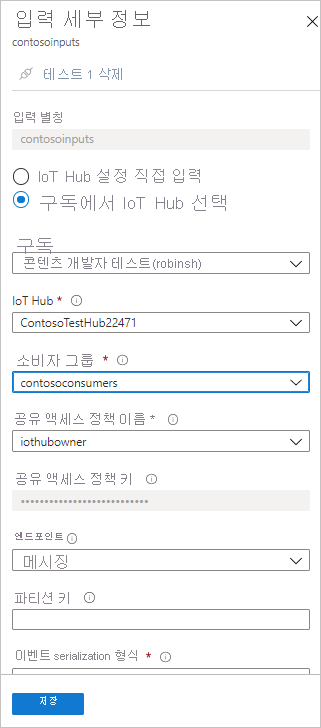 입력 세부 정보
contosoinputs
테스트 1 삭제
입력 별칭
contosoinputs
IoT Hub 설정 직접 입력
구독에서 IoT Hub 선택
구독
콘텐츠 개발자 테스트(robinsh)
IoT Hub *
ContosoTestHub22471
소비자 그룹 *
contosoconsumers
공유 액세스 정책 이름 *
iothubowner
공유 액세스 정책 키
엔드포인트
메시징
파티션 키
이벤트 serialization 형식 *
저장